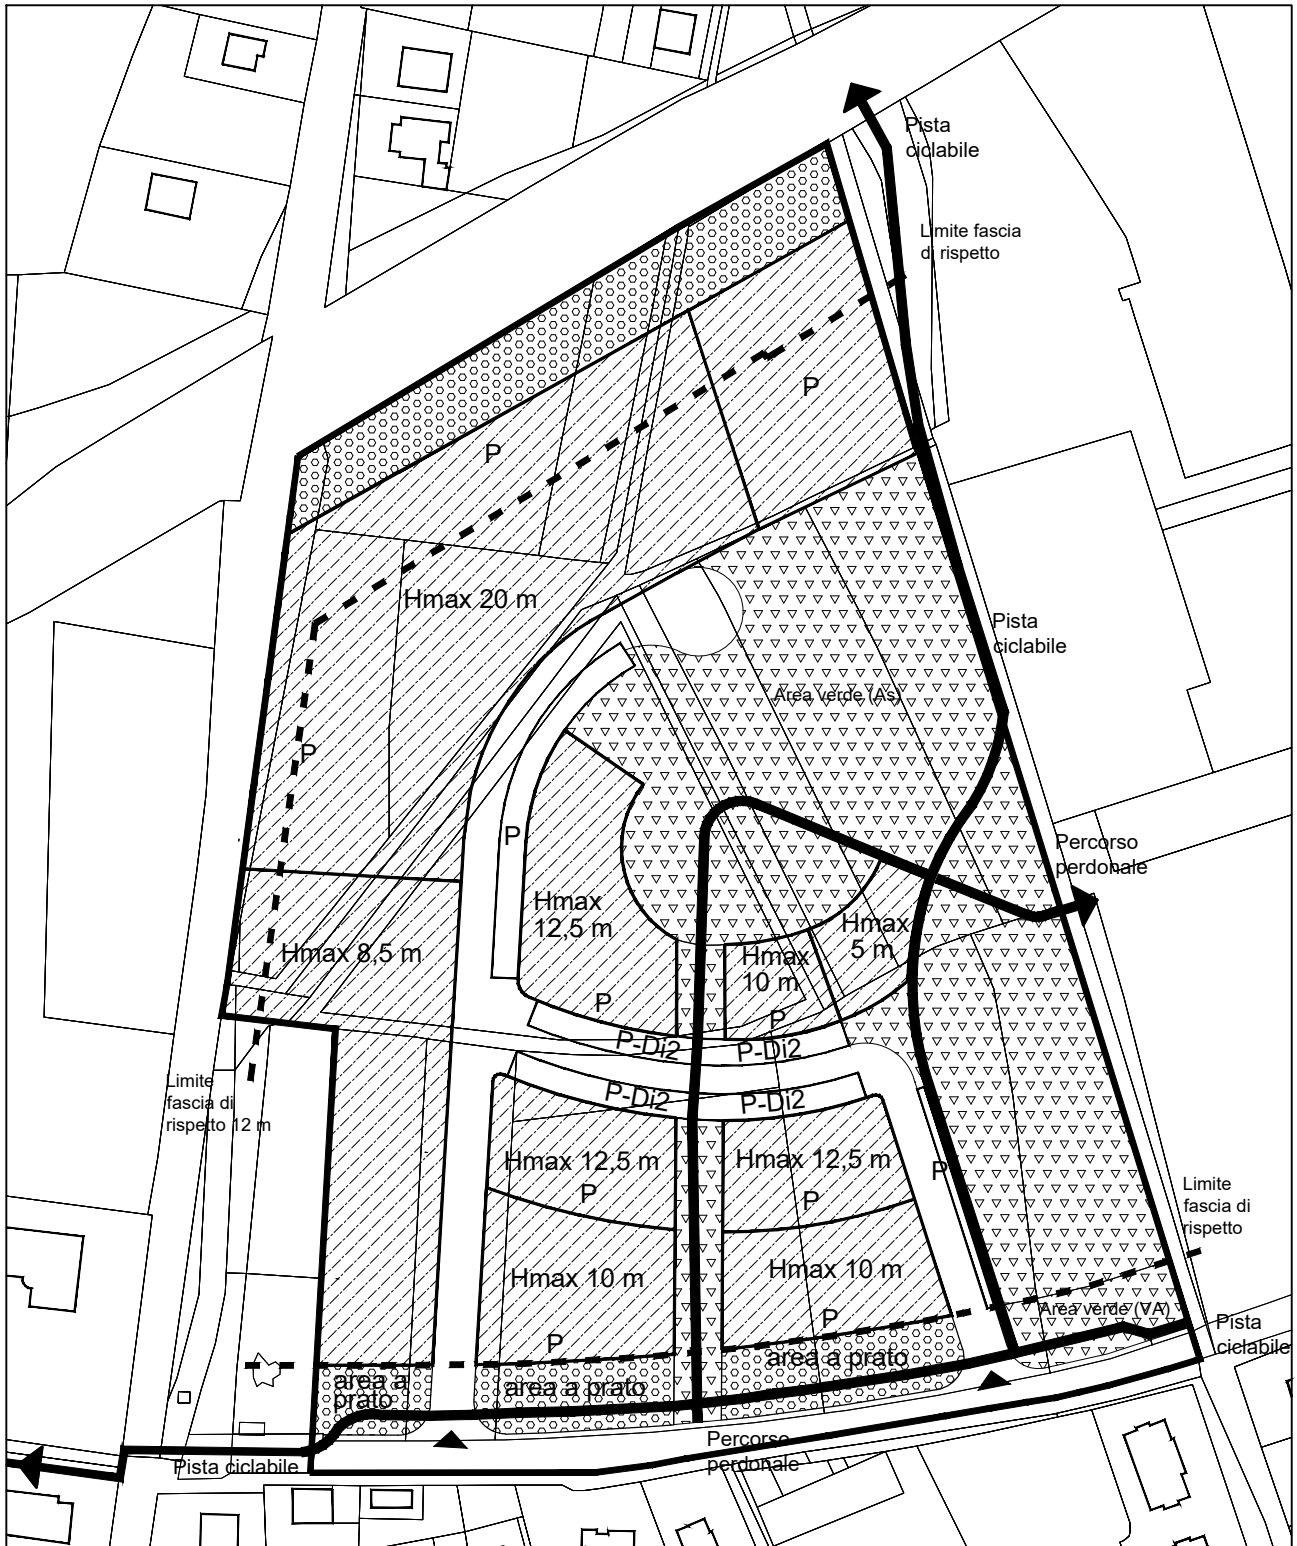 Pista
ciclabile
Limite fascia
di rispetto
P
P
Hmax 20 m
Pista
ciclabile
Area verde (As)
P
P
Percorso
perdonale
Hmax
12,5 m
Hmax
5 m
Hmax 8,5 m
Hmax
10 m
P
P
P-Di2
P-Di2
Limite
fascia di
rispetto 12 m
P-Di2
P-Di2
Hmax 12,5 m
Hmax 12,5 m
P
P
P
Limite
fascia di
rispetto
Hmax 10 m
Hmax 10 m
Area verde (VA)
P
P
Pista
ciclabile
area a prato
area a
prato
area a prato
Percorso
perdonale
Pista ciclabile